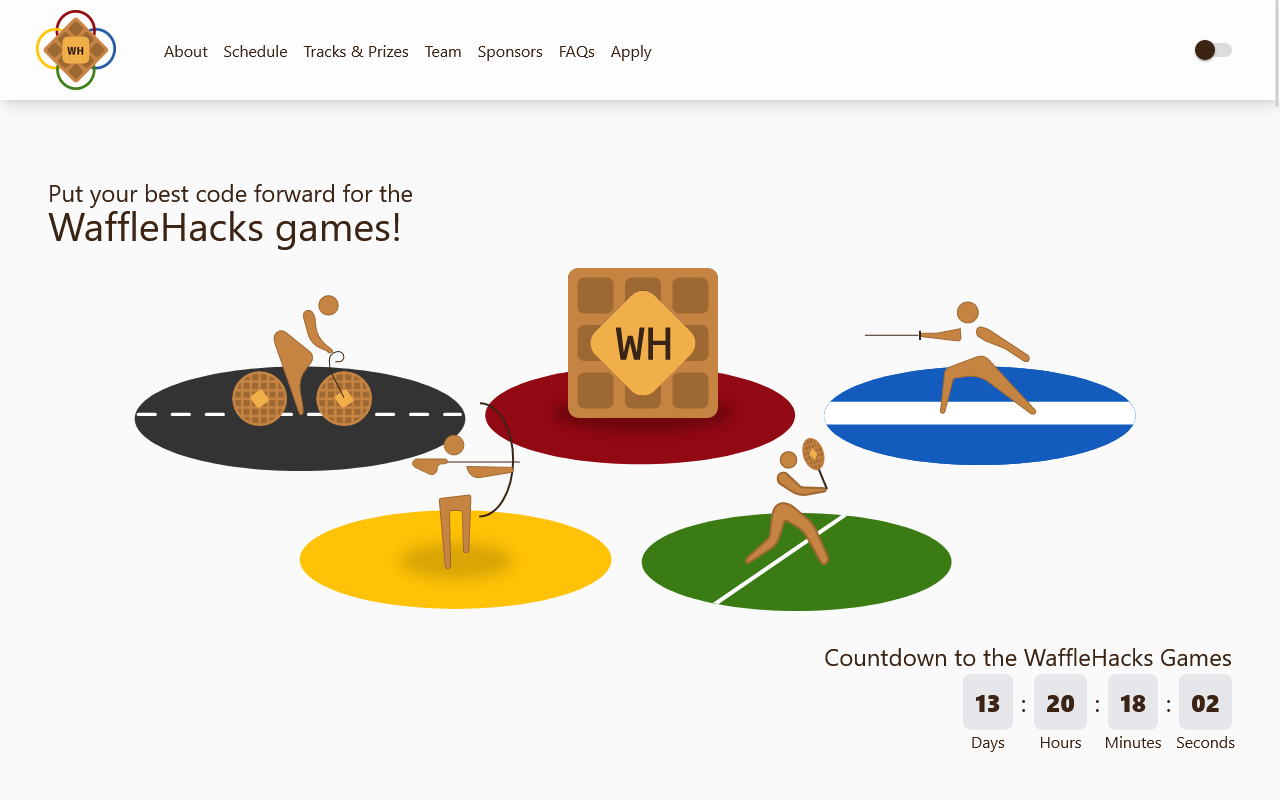 WH
About Schedule Tracks & Prizes Team Sponsors FAQs Apply
Put your best code forward for the
WaffleHacks games!
WH
Countdown to the WaffleHacks Games
13 : 20 : 18 : 02
Days Hours Minutes Seconds